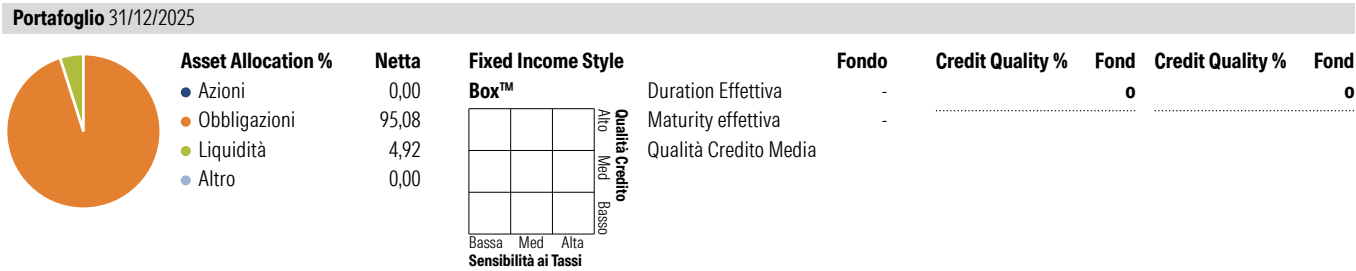 Portafoglio 31/12/2025
Asset Allocation % Netta
Azioni 0,00
Obbligazioni 95,08
Liquidità 4,92
Altro 0,00
Fixed Income Style
Box™
Alto Med Basso
Qualità Credito
Bassa Med Alta
Sensibilità ai Tassi
Fondo
Duration Effettiva -
Maturity effettiva -
Qualità Credito Media
Credit Quality % Fond
o
Credit Quality % Fond
o